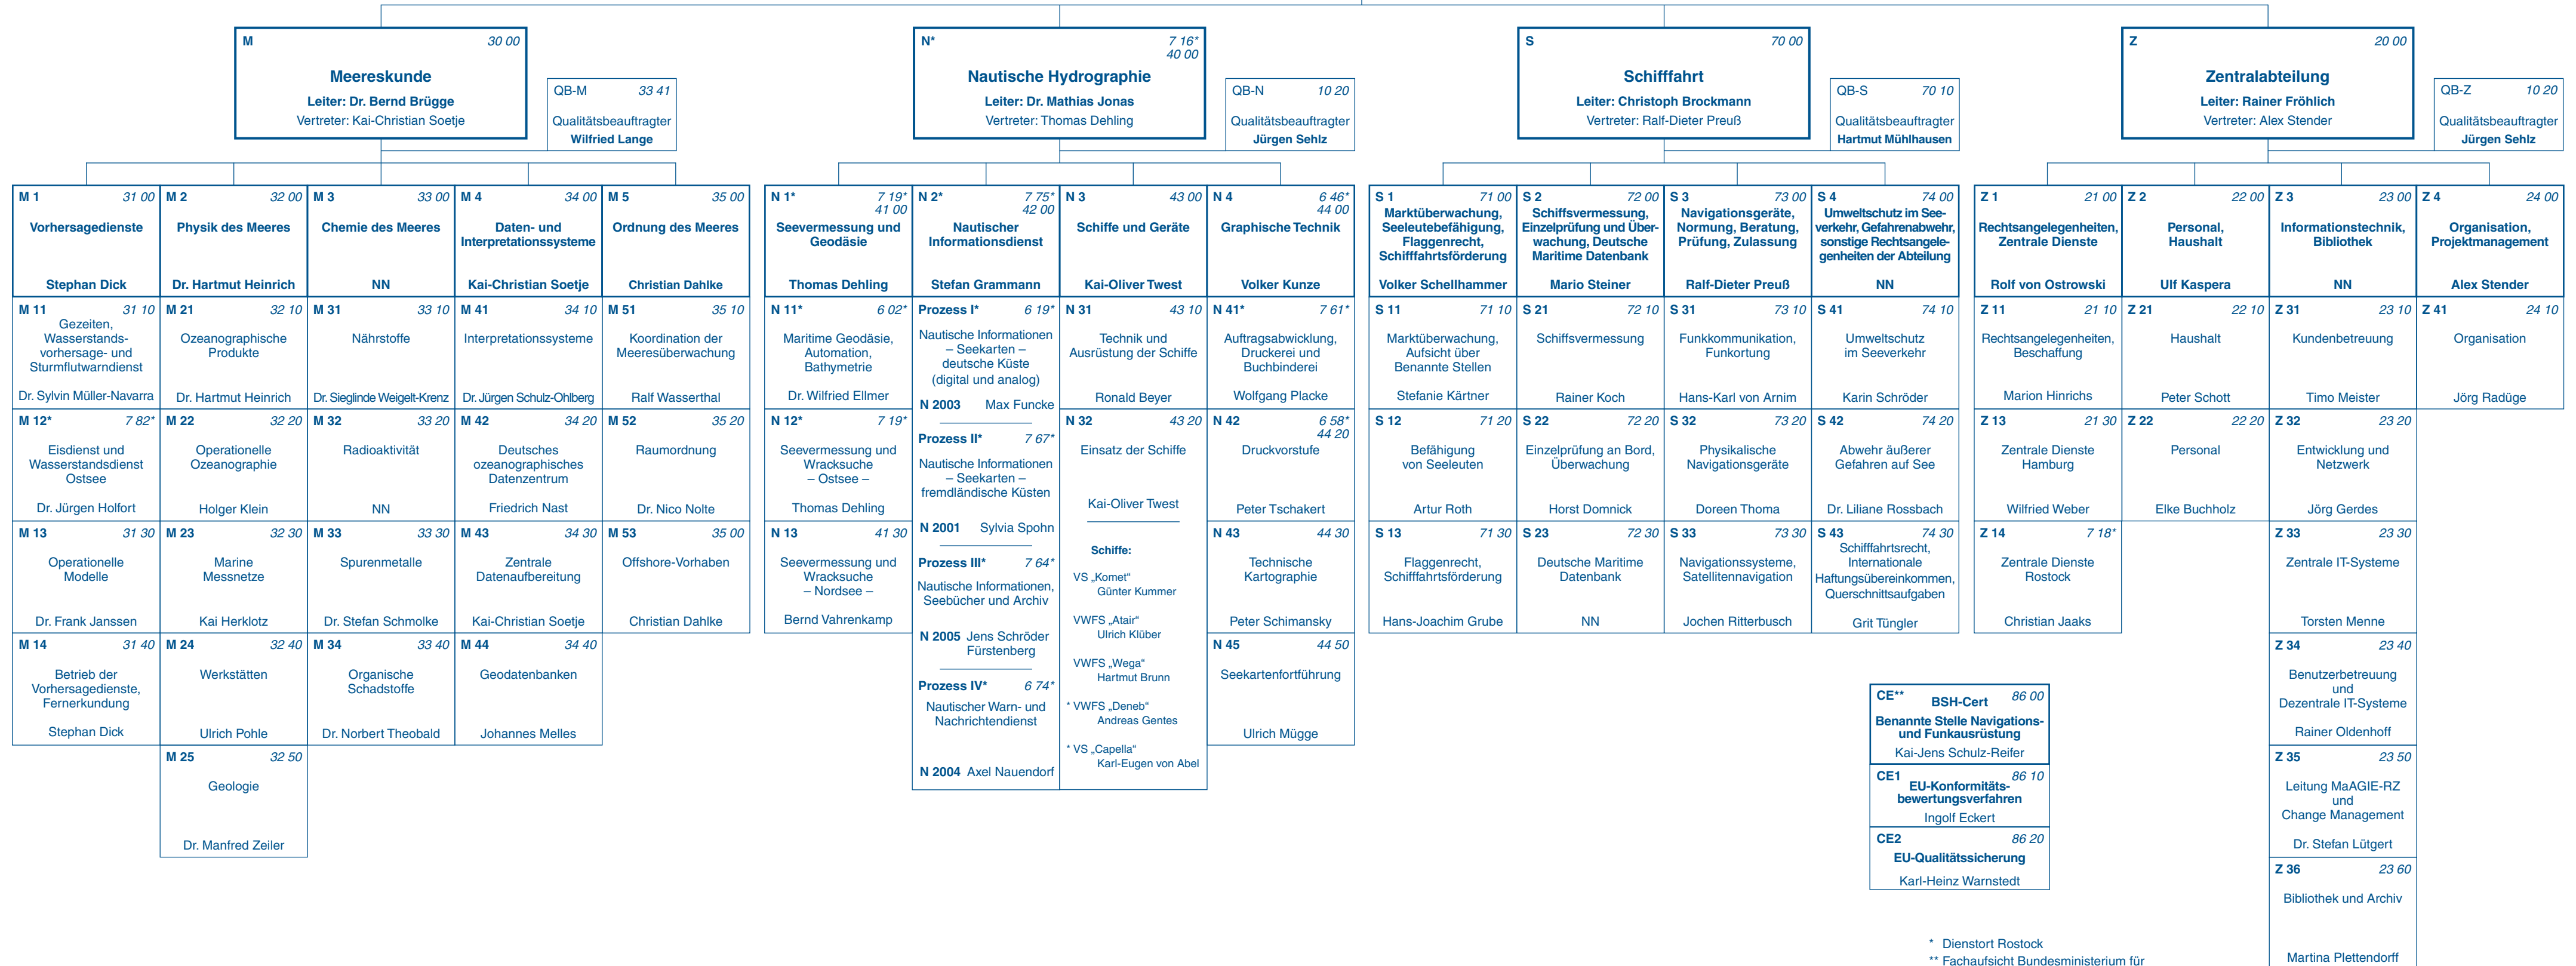 M 30 00
Meereskunde
Leiter: Dr. Bernd Brügge
Vertreter: Kai-Christian Soetje
QB-M 33 41
Qualitätsbeauftragter
Wilfried Lange
N* 7 16*
40 00
Nautische Hydrographie
Leiter: Dr. Mathias Jonas
Vertreter: Thomas Dehling
QB-N 10 20
Qualitätsbeauftragter
Jürgen Sehlz
S 70 00
Schifffahrt
Leiter: Christoph Brockmann
Vertreter: Ralf-Dieter Preuß
QB-S 70 10
Qualitätsbeauftragter
Hartmut Mühlhausen
Z 20 00
Zentralabteilung
Leiter: Rainer Fröhlich
Vertreter: Alex Stender
QB-Z 10 20
Qualitätsbeauftragter
Jürgen Sehlz
M 1 31 00
Vorhersagedienste
Stephan Dick
M 11 31 10
Gezeiten,
Wasserstands-
vorhersage- und
Sturmflutwarndienst
Dr. Sylvin Müller-Navarra
M 12* 7 82*
Eisdienst und
Wasserstandsdienst
Ostsee
Dr. Jürgen Holfort
M 13 31 30
Operationelle
Modelle
Dr. Frank Janssen
M 14 31 40
Betrieb der
Vorhersagedienste,
Fernerkundung
Stephan Dick
M 2 32 00
Physik des Meeres
Dr. Hartmut Heinrich
M 21 32 10
Ozeanographische
Produkte
Dr. Hartmut Heinrich
M 22 32 20
Operationelle
Ozeanographie
Holger Klein
M 23 32 30
Marine
Messnetze
Kai Herklotz
M 24 32 40
Werkstätten
Ulrich Pohle
M 25 32 50
Geologie
Dr. Manfred Zeiler
M 3 33 00
Chemie des Meeres
NN
M 31 33 10
Nährstoffe
Dr. Sieglinde Weigelt-Krenz
M 32 33 20
Radioaktivität
NN
M 33 33 30
Spurenmetalle
Dr. Stefan Schmolke
M 34 33 40
Organische
Schadstoffe
Dr. Norbert Theobald
M 4 34 00
Daten- und
Interpretationssysteme
Kai-Christian Soetje
M 41 34 10
Interpretationssysteme
Dr. Jürgen Schulz-Ohlberg
M 42 34 20
Deutsches
ozeanographisches
Datenzentrum
Friedrich Nast
M 43 34 30
Zentrale
Datenaufbereitung
Kai-Christian Soetje
M 44 34 40
Geodatenbanken
Johannes Melles
M 5 35 00
Ordnung des Meeres
Christian Dahlke
M 51 35 10
Koordination der
Meeresüberwachung
Ralf Wasserthal
M 52 35 20
Raumordnung
Dr. Nico Nolte
M 53 35 00
Offshore-Vorhaben
Christian Dahlke
N 1* 7 19*
41 00
Seevermessung und
Geodäsie
Thomas Dehling
N 11* 6 02*
Maritime Geodäsie,
Automation,
Bathymetrie
Dr. Wilfried Ellmer
N 12* 7 19*
Seevermessung und
Wracksuche
– Ostsee –
Thomas Dehling
N 13 41 30
Seevermessung und
Wracksuche
– Nordsee –
Bernd Vahrenkamp
N 2* 7 75*
42 00
Nautischer
Informationsdienst
Stefan Grammann
Prozess I* 6 19*
Nautische Informationen
– Seekarten –
deutsche Küste
(digital und analog)
N 2003 Max Funcke
Prozess II* 7 67*
Nautische Informationen
– Seekarten –
fremdländische Küsten
N 2001 Sylvia Spohn
Prozess III* 7 64*
Nautische Informationen,
Seebücher und Archiv
N 2005 Jens Schröder
Fürstenberg
Prozess IV* 6 74*
Nautischer Warn- und
Nachrichtendienst
N 2004 Axel Nauendorf
N 3 43 00
Schiffe und Geräte
Kai-Oliver Twest
N 31 43 10
Technik und
Ausrüstung der Schiffe
Ronald Beyer
N 32 43 20
Einsatz der Schiffe
Kai-Oliver Twest
Schiffe:
VS „Komet“
Günter Kummer
VWFS „Atair“
Ulrich Klüber
VWFS „Wega“
Hartmut Brunn
* VWFS „Deneb“
Andreas Gentes
* VS „Capella“
Karl-Eugen von Abel
N 4 6 46*
44 00
Graphische Technik
Volker Kunze
N 41* 7 61*
Auftragsabwicklung,
Druckerei und
Buchbinderei
Wolfgang Placke
N 42 6 58*
44 20
Druckvorstufe
Peter Tschakert
N 43 44 30
Technische
Kartographie
Peter Schimansky
N 45 44 50
Seekartenfortführung
Ulrich Mügge
S 1 71 00
Marktüberwachung,
Seeleutebefähigung,
Flaggenrecht,
Schifffahrtsförderung
Volker Schellhammer
S 11 71 10
Marktüberwachung,
Aufsicht über
Benannte Stellen
Stefanie Kärtner
S 12 71 20
Befähigung
von Seeleuten
Artur Roth
S 13 71 30
Flaggenrecht,
Schifffahrtsförderung
Hans-Joachim Grube
S 2 72 00
Schiffsvermessung,
Einzelprüfung und Über-
wachung, Deutsche
Maritime Datenbank
Mario Steiner
S 21 72 10
Schiffsvermessung
Rainer Koch
S 22 72 20
Einzelprüfung an Bord,
Überwachung
Horst Domnick
S 23 72 30
Deutsche Maritime
Datenbank
NN
S 3 73 00
Navigationsgeräte,
Normung, Beratung,
Prüfung, Zulassung
Ralf-Dieter Preuß
S 31 73 10
Funkkommunikation,
Funkortung
Hans-Karl von Arnim
S 32 73 20
Physikalische
Navigationsgeräte
Doreen Thoma
S 33 73 30
Navigationssysteme,
Satellitennavigation
Jochen Ritterbusch
S 4 74 00
Umweltschutz im See-
verkehr, Gefahrenabwehr,
sonstige Rechtsangele-
genheiten der Abteilung
NN
S 41 74 10
Umweltschutz
im Seeverkehr
Karin Schröder
S 42 74 20
Abwehr äußerer
Gefahren auf See
Dr. Liliane Rossbach
S 43 74 30
Schifffahrtsrecht,
Internationale
Haftungsübereinkommen,
Querschnittsaufgaben
Grit Tüngler
CE** 86 00
BSH-Cert
Benannte Stelle Navigations-
und Funkausrüstung
Kai-Jens Schulz-Reifer
CE1 86 10
EU-Konformitäts-
bewertungsverfahren
Ingolf Eckert
CE2 86 20
EU-Qualitätssicherung
Karl-Heinz Warnstedt
Z 1 21 00
Rechtsangelegenheiten,
Zentrale Dienste
Rolf von Ostrowski
Z 11 21 10
Rechtsangelegenheiten,
Beschaffung
Marion Hinrichs
Z 13 21 30
Zentrale Dienste
Hamburg
Wilfried Weber
Z 14 7 18*
Zentrale Dienste
Rostock
Christian Jaaks
Z 2 22 00
Personal,
Haushalt
Ulf Kaspera
Z 21 22 10
Haushalt
Peter Schott
Z 22 22 20
Personal
Elke Buchholz
Z 3 23 00
Informationstechnik,
Bibliothek
NN
Z 31 23 10
Kundenbetreuung
Timo Meister
Z 32 23 20
Entwicklung und
Netzwerk
Jörg Gerdes
Z 33 23 30
Zentrale IT-Systeme
Torsten Menne
Z 34 23 40
Benutzerbetreuung
und
Dezentrale IT-Systeme
Rainer Oldenhoff
Z 35 23 50
Leitung MaAGIE-RZ
und
Change Management
Dr. Stefan Lütgert
Z 36 23 60
Bibliothek und Archiv
Martina Plettendorff
Z 4 24 00
Organisation,
Projektmanagement
Alex Stender
Z 41 24 10
Organisation
Jörg Radüge
* Dienstort Rostock
** Fachaufsicht Bundesministerium für